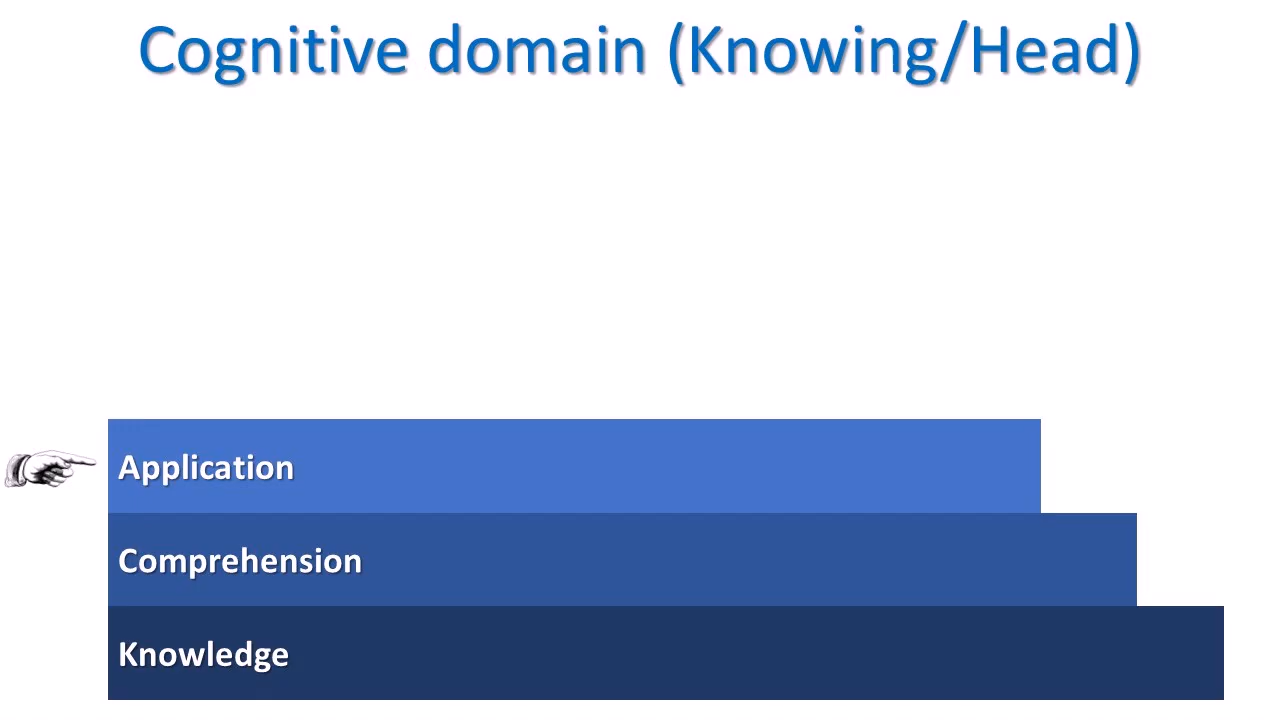 Cognitive domain (Knowing/Head)
Application
Comprehension
Knowledge